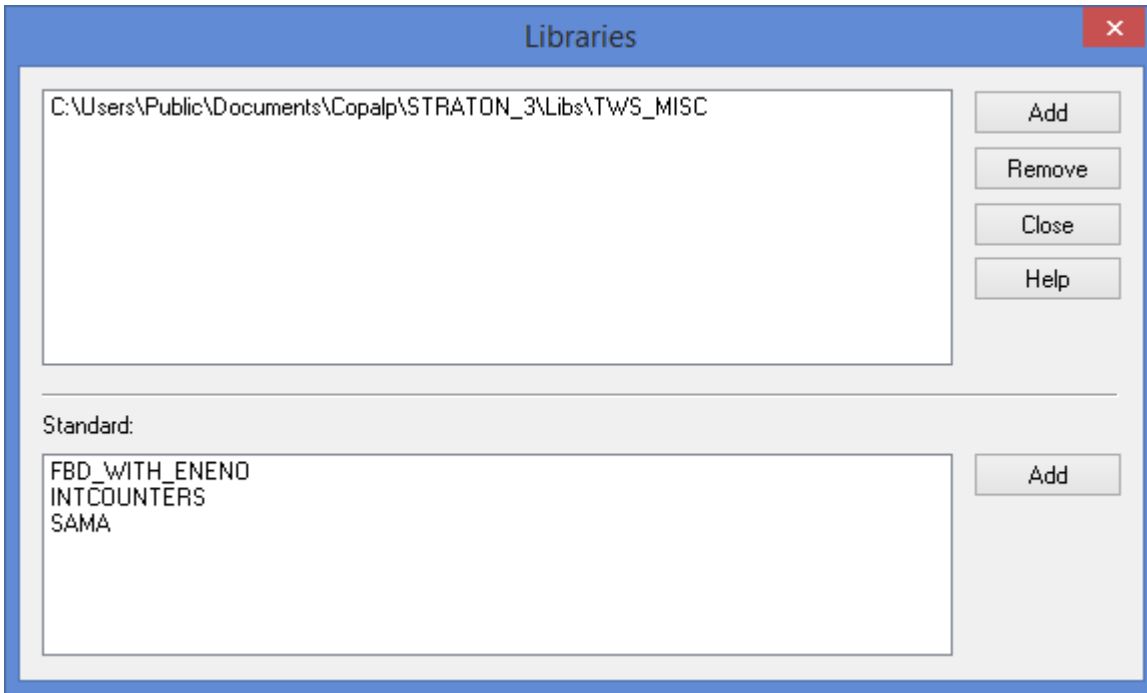 Libraries
C:\Users\Public\Documents\Copalp\STRATON_3\Libs\TWS_MISC
Add
Remove
Close
Help
Standard:
FBD_WITH_ENENO
INTCOUNTERS
SAMA
Add